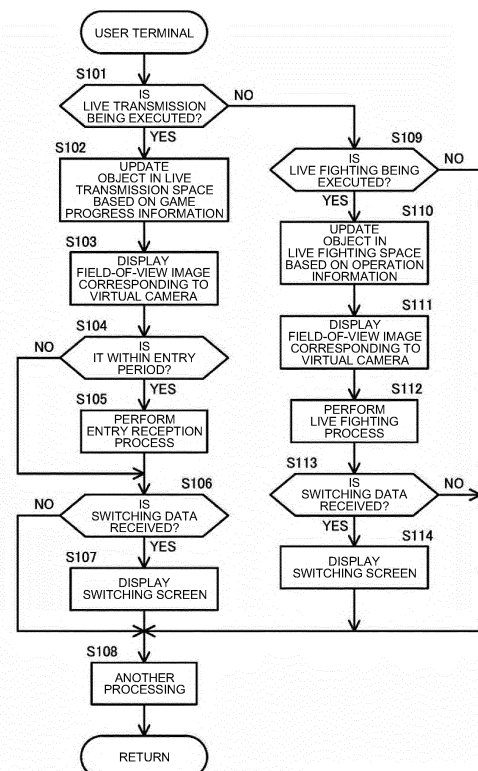 USER TERMINAL
S101
IS
LIVE TRANSMISSION
BEING EXECUTED?
NO
YES
S102
UPDATE
OBJECT IN LIVE
TRANSMISSION SPACE
BASED ON GAME
PROGRESS INFORMATION
S103
DISPLAY
FIELD-OF-VIEW IMAGE
CORRESPONDING TO
VIRTUAL CAMERA
S104
NO
IS
IT WITHIN ENTRY
PERIOD?
YES
S105
PERFORM
ENTRY RECEPTION
PROCESS
S106
NO
IS
SWITCHING DATA
RECEIVED?
YES
S107
DISPLAY
SWITCHING SCREEN
S108
ANOTHER
PROCESSING
RETURN
S109
IS
LIVE FIGHTING BEING
EXECUTED?
NO
YES
S110
UPDATE
OBJECT IN
LIVE FIGHTING SPACE
BASED ON OPERATION
INFORMATION
S111
DISPLAY
FIELD-OF-VIEW IMAGE
CORRESPONDING TO
VIRTUAL CAMERA
S112
PERFORM
LIVE FIGHTING
PROCESS
S113
IS
SWITCHING DATA
RECEIVED?
NO
YES
S114
DISPLAY
SWITCHING SCREEN